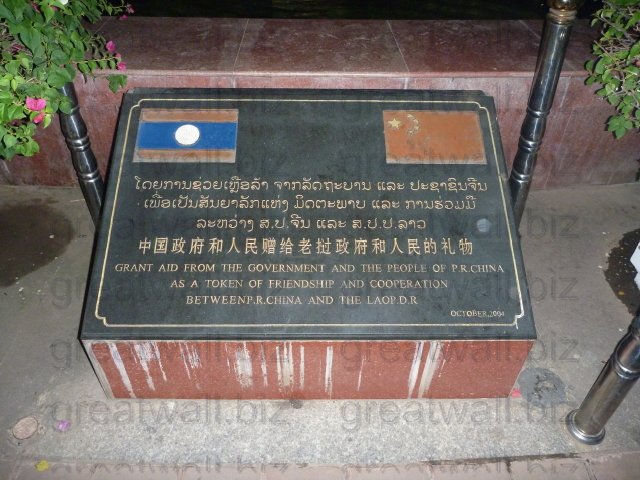 ໂດຍການຊ່ວຍເຫຼືອລ້າ ຈາກລັດຖະບານ ແລະ ປະຊາຊົນຈີນ
ເພື່ອເປັນສັນຍາລັກແຫ່ງ ມິດຕະພາບ ແລະ ການຮ່ວມມື
ລະຫວ່າງ ສ.ປ.ຈີນ ແລະ ສ.ປ.ປ.ລາວ
中国政府和人民赠给老挝政府和人民的礼物
GRANT AID FROM THE GOVERNMENT AND THE PEOPLE OF P.R.CHINA
AS A TOKEN OF FRIENDSHIP AND COOPERATION
BETWEENP.R.CHINA AND THE LAOP.D.R
OCTOBER,2004
greatwall.biz